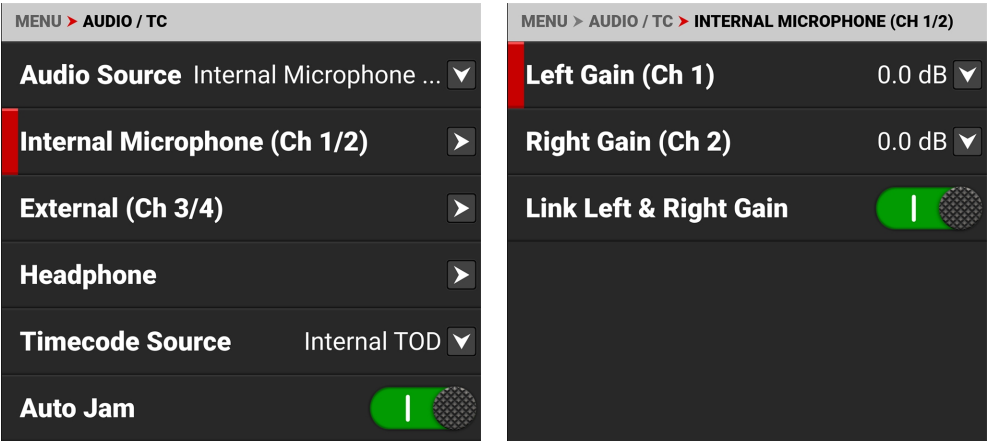 MENU > AUDIO / TC
Audio Source Internal Microphone ...
Internal Microphone (Ch 1/2)
External (Ch 3/4)
Headphone
Timecode Source Internal TOD
Auto Jam
MENU > AUDIO / TC > INTERNAL MICROPHONE (CH 1/2)
Left Gain (Ch 1) 0.0 dB
Right Gain (Ch 2) 0.0 dB
Link Left & Right Gain